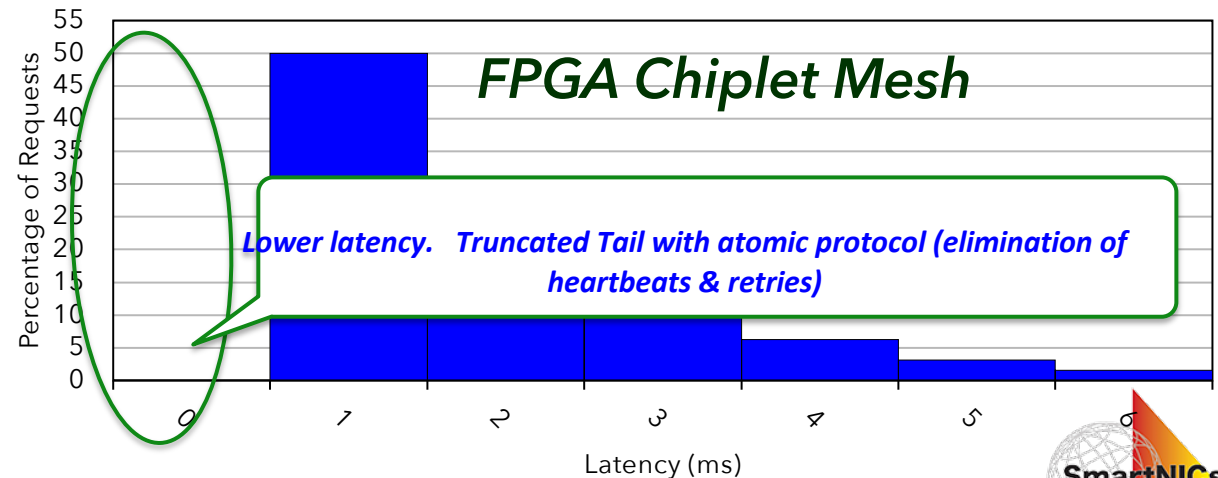 55
50
45
40
35
30
25
20
15
10
5
0
Percentage of Requests
FPGA Chiplet Mesh
Lower latency. Truncated Tail with atomic protocol (elimination of
heartbeats & retries)
0 1 2 3 4 5 6
Latency (ms)
SmartNICs